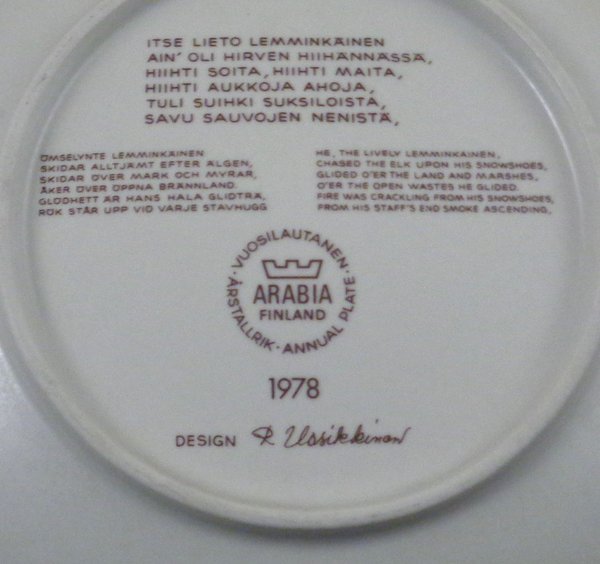 ITSE LIETO LEMMINKÄINEN
AIN' OLI HIRVEN HIIHÄNNÄSSÄ,
HIIHTI SOITA, HIIHTI MAITA,
HIIHTI AUKKOJA AHOJA,
TULI SUIHKI SUKSILOISTA,
SAVU SAUVOJEN NENISTÄ,
ÖMSELYNTE LEMMINKÄINEN
SKIDAR ALLTJÄMT EFTER ÄLGEN,
SKIDAR ÖVER MARK OCH MYRAR,
ÅKER ÖVER ÖPPNA BRÄNNLAND.
GLÖDHETT ÄR HANS HALA GLIDTRÄ,
RÖK STÅR UPP VID VARJE STAVHUGG
HE, THE LIVELY LEMMINKÄINEN,
CHASED THE ELK UPON HIS SNOWSHOES,
GLIDED O'ER THE LAND AND MARSHES,
O'ER THE OPEN WASTES HE GLIDED.
FIRE WAS CRACKLING FROM HIS SNOWSHOES,
FROM HIS STAFF'S END SMOKE ASCENDING,
VUOSILAUTANEN · ÅRSTALLRIK · ANNUAL PLATE ·
ARABIA
FINLAND
1978
DESIGN R Uosikkinen